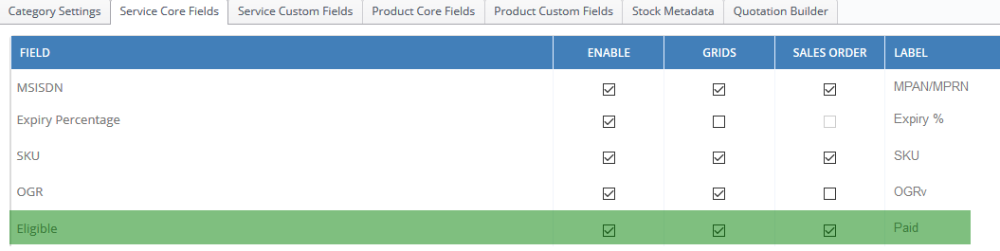 Category Settings Service Core Fields Service Custom Fields Product Core Fields Product Custom Fields Stock Metadata Quotation Builder
FIELD ENABLE GRIDS SALES ORDER LABEL
MSISDN MPAN/MPRN
Expiry Percentage Expiry %
SKU SKU
OGR OGRv
Eligible Paid